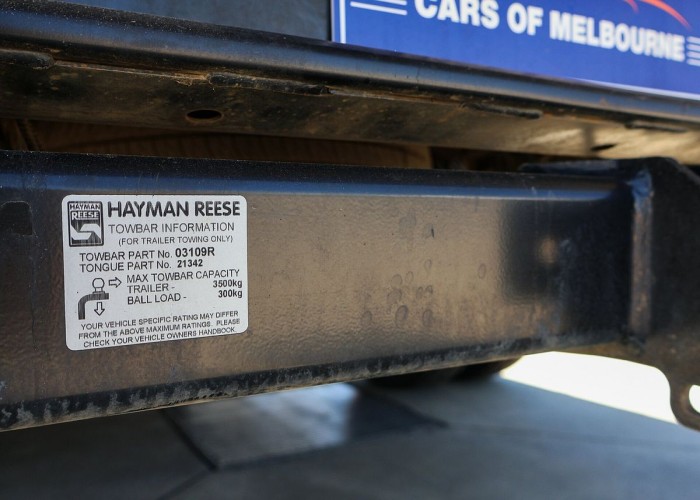 CARS OF MELBOURNE
HAYMAN
REESE
HAYMAN REESE
TOWBAR INFORMATION
(FOR TRAILER TOWING ONLY)
TOWBAR PART No. 03109R
TONGUE PART No. 21342
MAX TOWBAR CAPACITY
TRAILER - 3500kg
BALL LOAD - 300kg
YOUR VEHICLE SPECIFIC RATING MAY DIFFER
FROM THE ABOVE MAXIMUM RATINGS. PLEASE
CHECK YOUR VEHICLE OWNERS HANDBOOK.